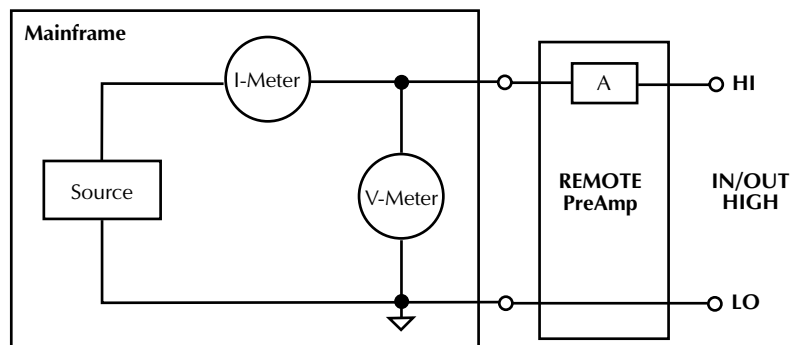 Mainframe
I-Meter
A
HI
Source
V-Meter
REMOTE
PreAmp
IN/OUT
HIGH
LO